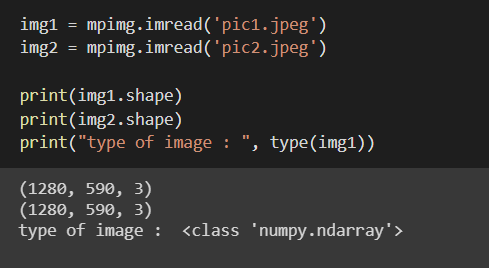 img1 = mpimg.imread('pic1.jpeg')
img2 = mpimg.imread('pic2.jpeg')
print(img1.shape)
print(img2.shape)
print("type of image : ", type(img1))
(1280, 590, 3)
(1280, 590, 3)
type of image :  <class 'numpy.ndarray'>